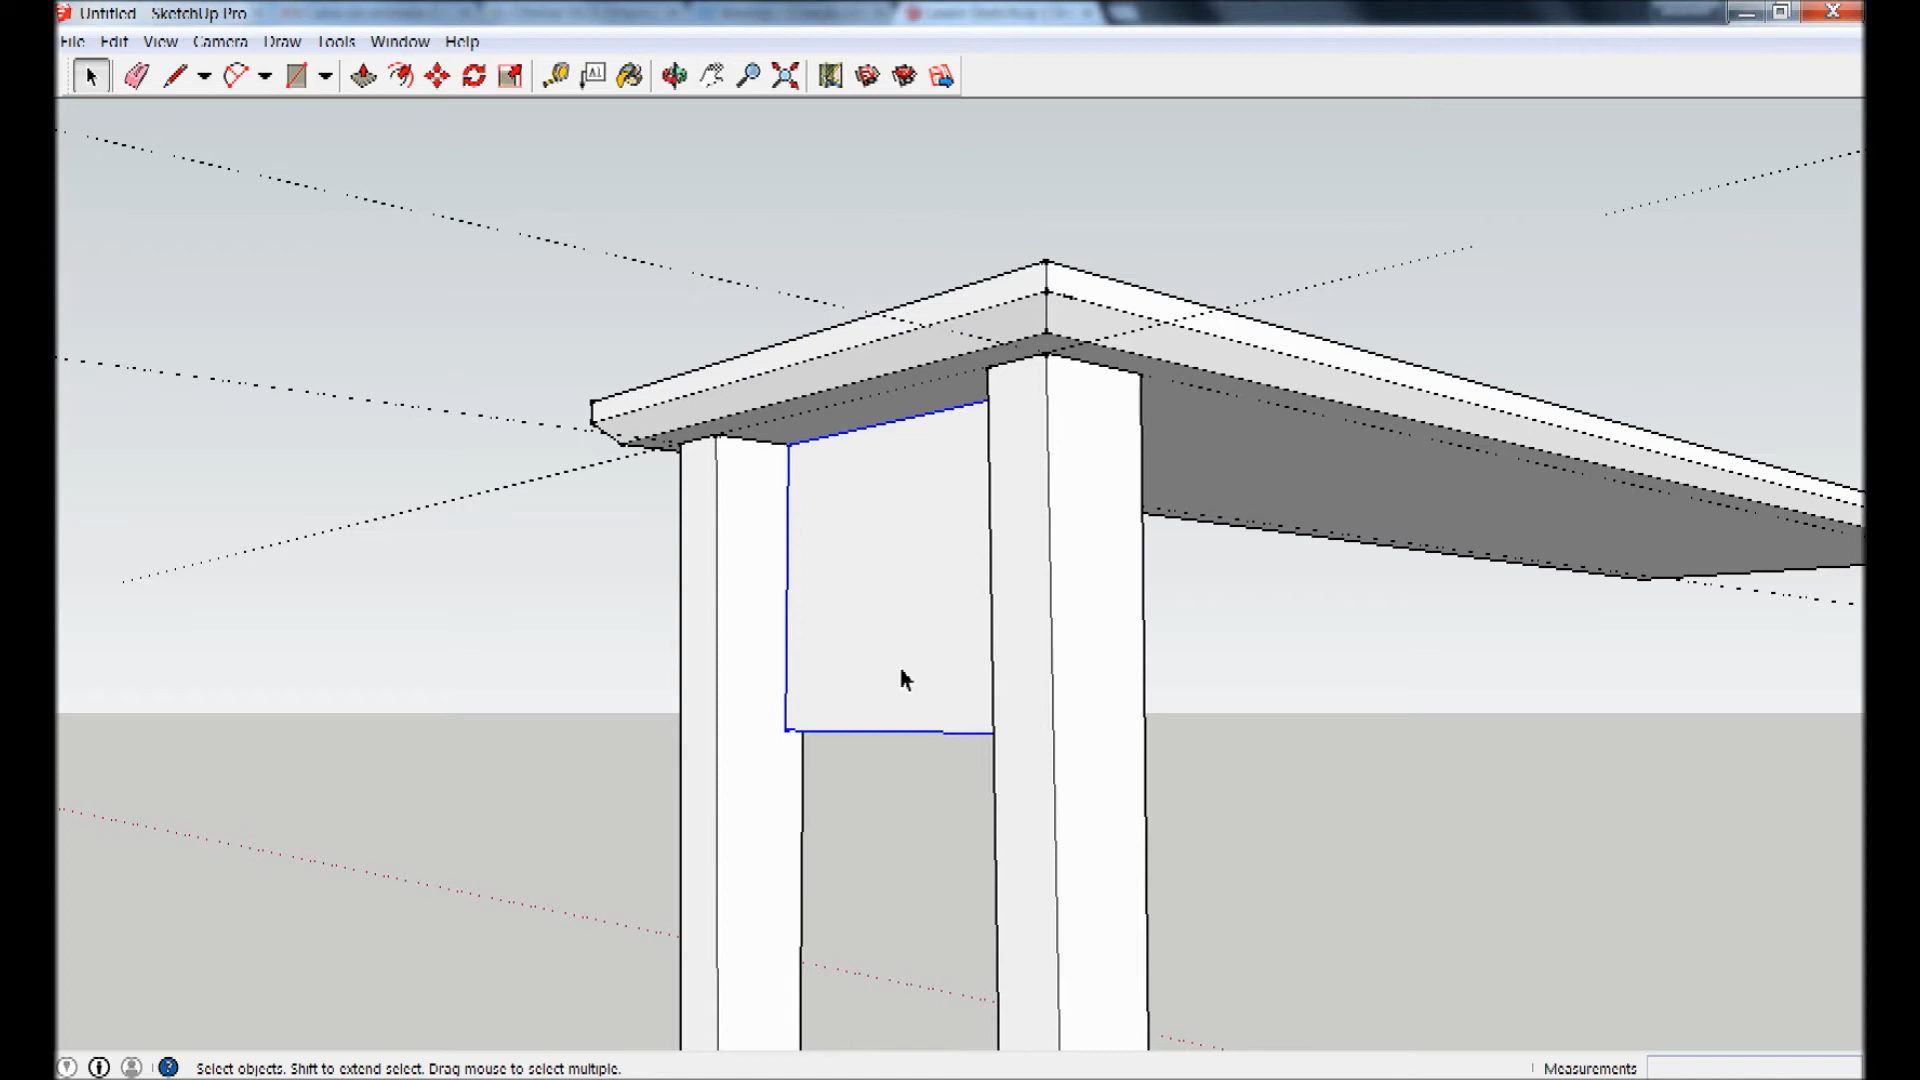 Untitled - SketchUp Pro
File Edit View Camera Draw Tools Window Help
Select objects. Shift to extend select. Drag mouse to select multiple.
Measurements